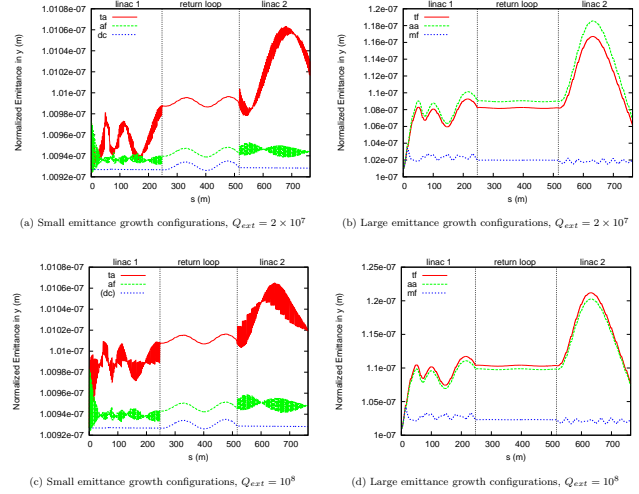 linac 1 return loop linac 2
1.0108e-07
1.0106e-07
1.0104e-07
1.0102e-07
1.01e-07
1.0098e-07
1.0096e-07
1.0094e-07
1.0092e-07
Normalized Emittance in y (m)
ta
af
dc
0 100 200 300 400 500 600 700
s (m)
(a) Small emittance growth configurations, Q_ext = 2 × 10^7
linac 1 return loop linac 2
1.2e-07
1.18e-07
1.16e-07
1.14e-07
1.12e-07
1.1e-07
1.08e-07
1.06e-07
1.04e-07
1.02e-07
1e-07
Normalized Emittance in y (m)
tf
aa
mf
0 100 200 300 400 500 600 700
s (m)
(b) Large emittance growth configurations, Q_ext = 2 × 10^7
linac 1 return loop linac 2
1.0108e-07
1.0106e-07
1.0104e-07
1.0102e-07
1.01e-07
1.0098e-07
1.0096e-07
1.0094e-07
1.0092e-07
Normalized Emittance in y (m)
ta
af
(dc)
0 100 200 300 400 500 600 700
s (m)
(c) Small emittance growth configurations, Q_ext = 10^8
linac 1 return loop linac 2
1.25e-07
1.2e-07
1.15e-07
1.1e-07
1.05e-07
1e-07
Normalized Emittance in y (m)
tf
aa
mf
0 100 200 300 400 500 600 700
s (m)
(d) Large emittance growth configurations, Q_ext = 10^8